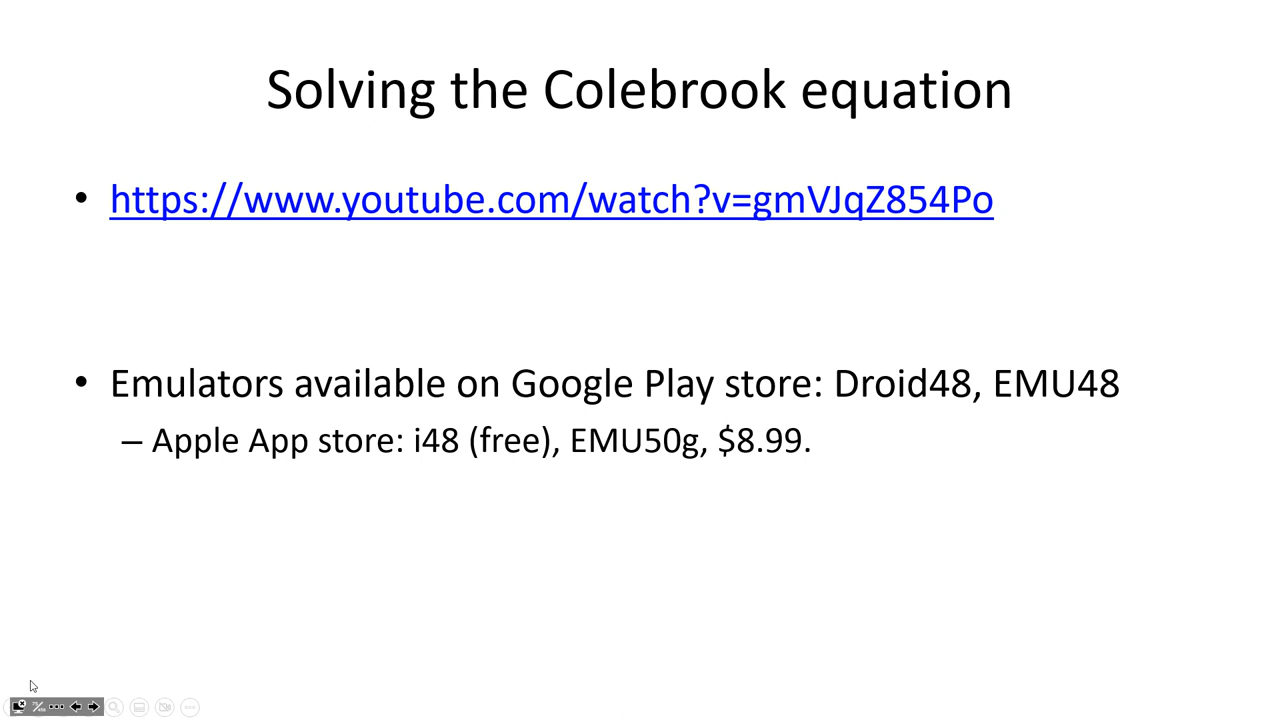 Solving the Colebrook equation
• https://www.youtube.com/watch?v=gmVJqZ854Po
• Emulators available on Google Play store: Droid48, EMU48
– Apple App store: i48 (free), EMU50g, $8.99.